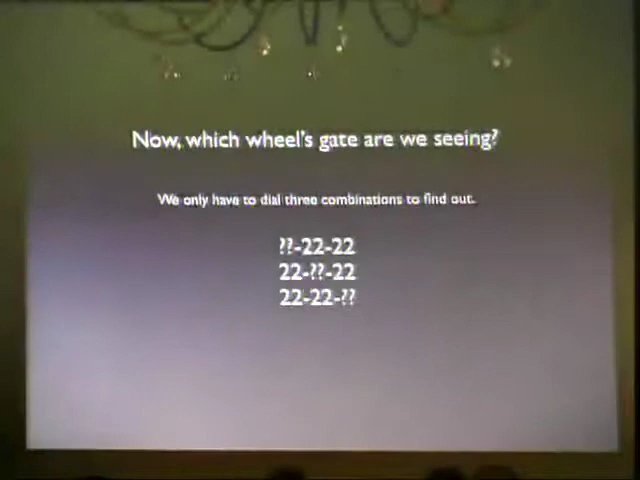 Now, which wheel's gate are we seeing?
We only have to dial three combinations to find out.
??-22-22
22-??-22
22-22-??